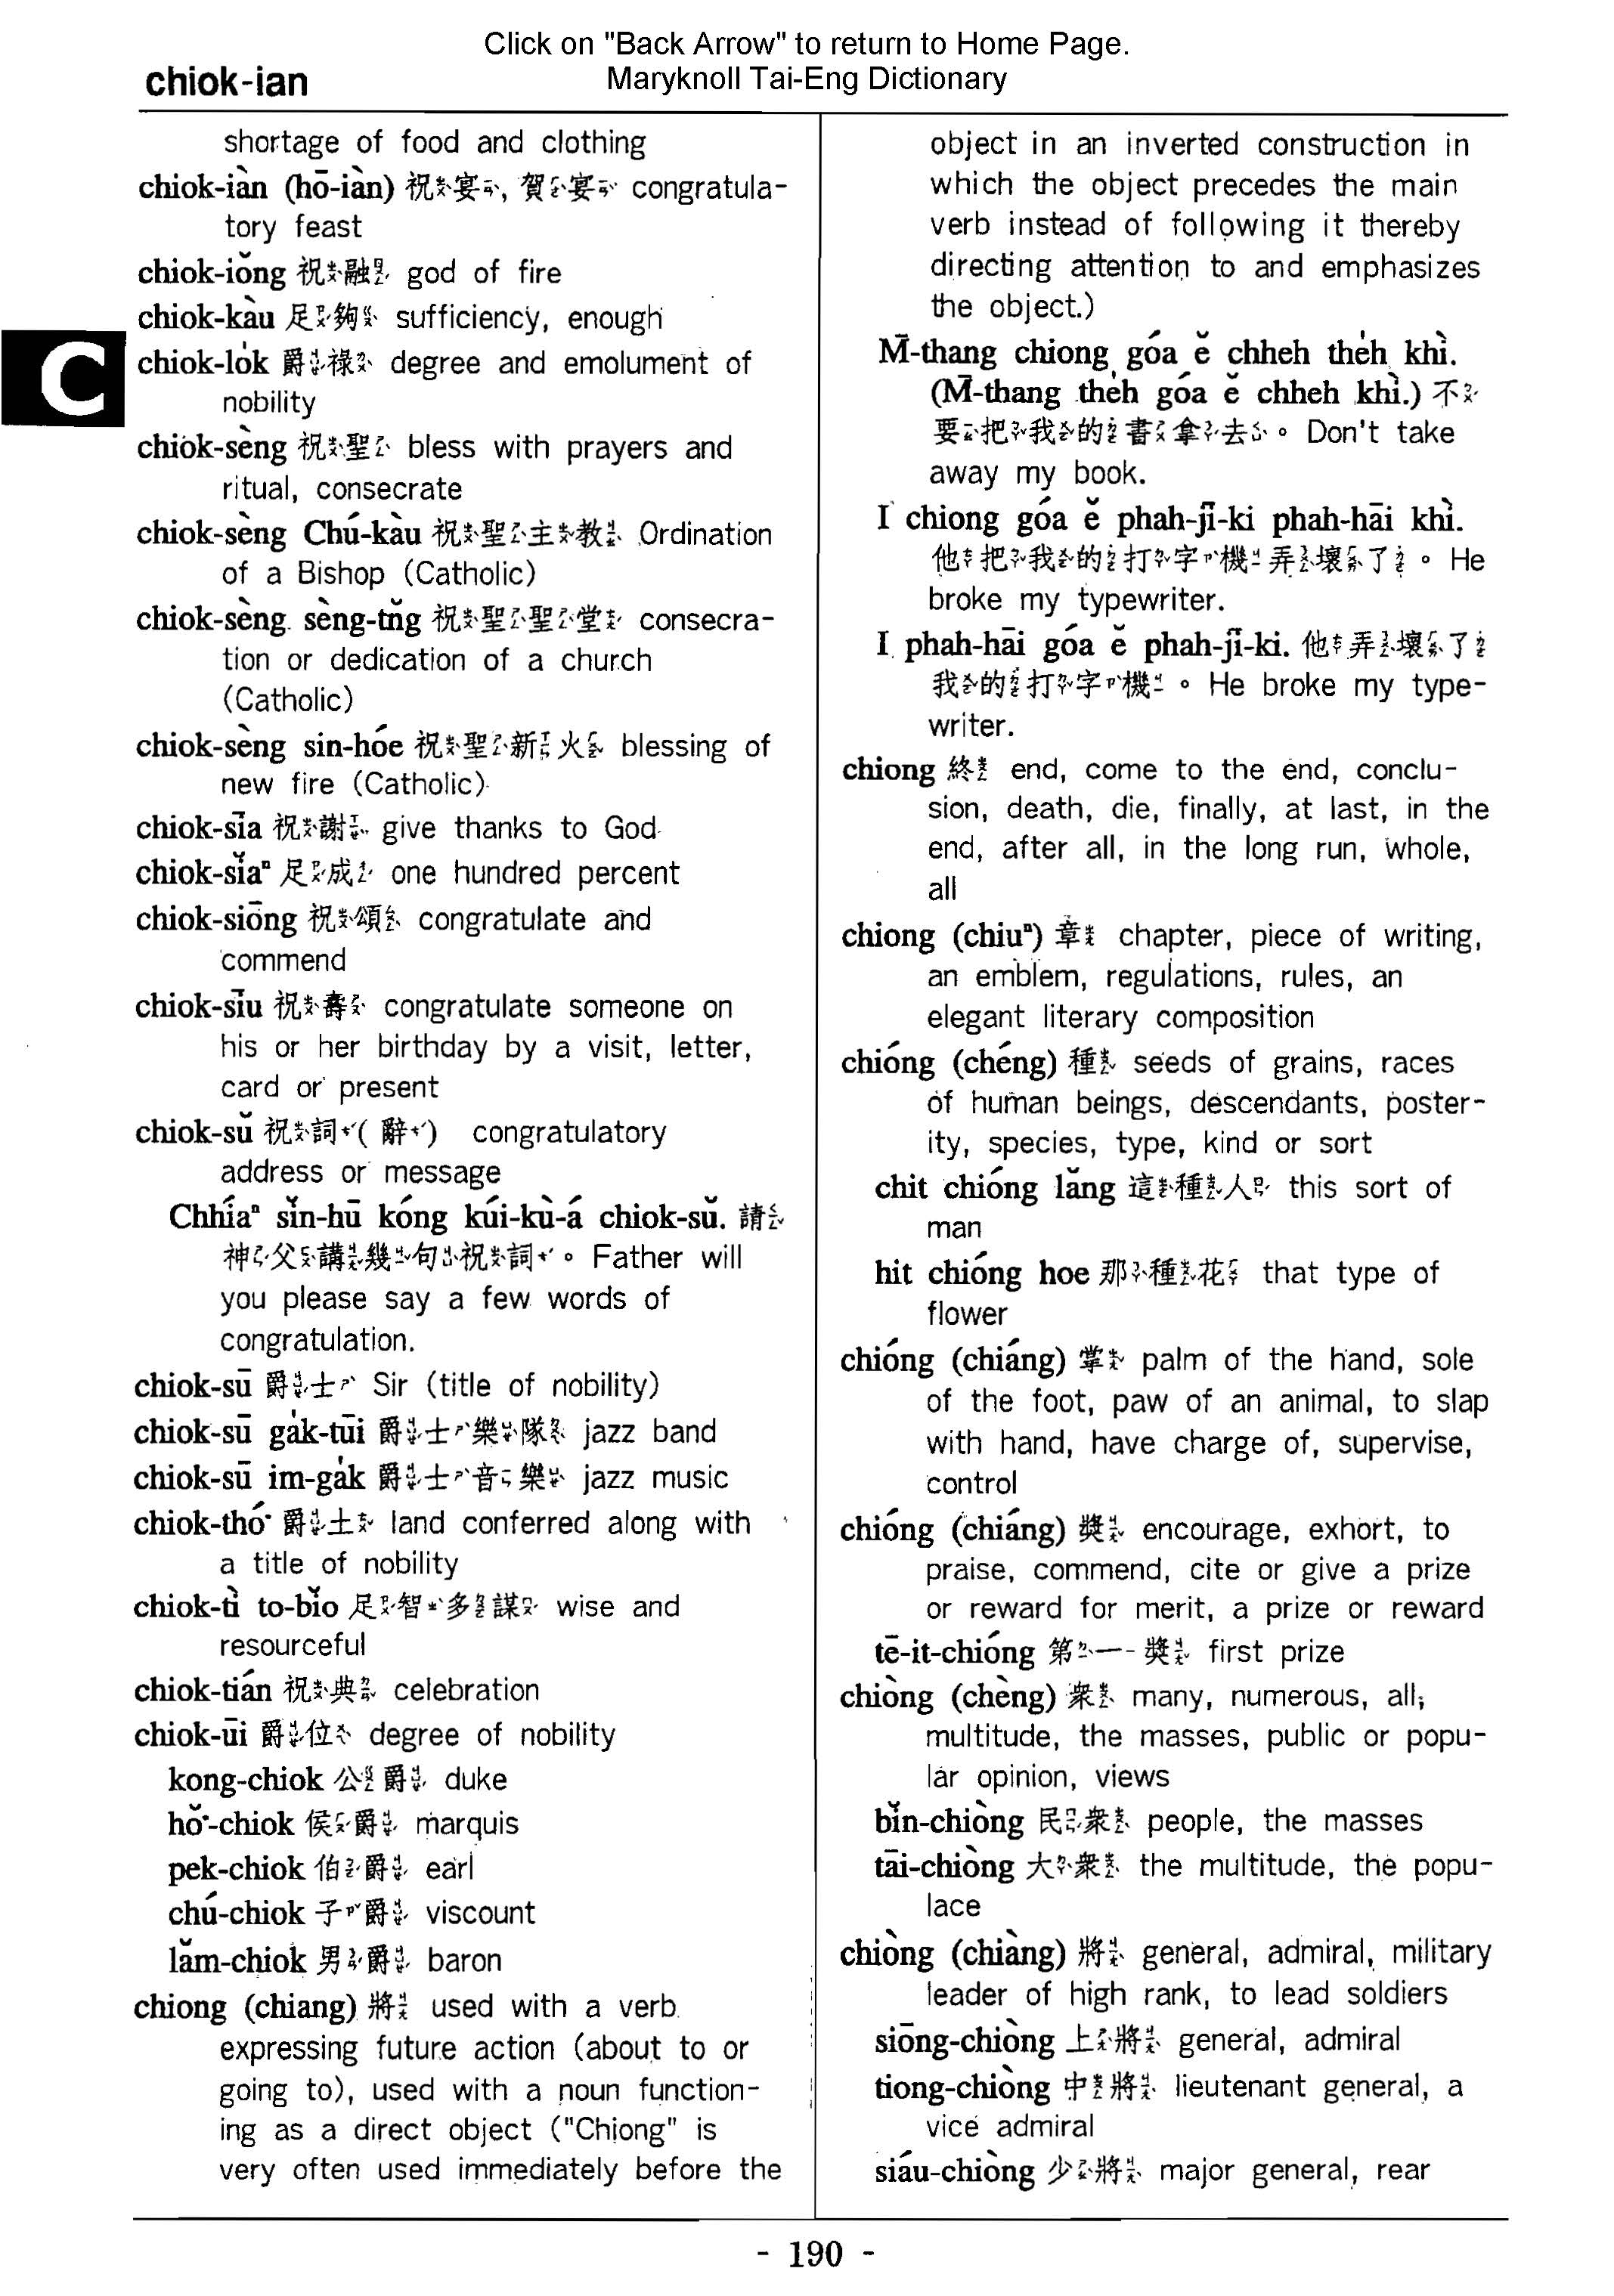 Click on "Back Arrow" to return to Home Page.
Maryknoll Tai-Eng Dictionary
chiok-ian
shortage of food and clothing
chiok-iàn (hō-iàn) 祝宴, 賀宴 congratula-
tory feast
chiok-iŏng 祝融 god of fire
chiok-kàu 足夠 sufficiency, enough
chiok-lo̍k 爵祿 degree and emolument of
nobility
chiok-sèng 祝聖 bless with prayers and
ritual, consecrate
chiok-sèng Chú-kàu 祝聖主教 Ordination
of a Bishop (Catholic)
chiok-sèng sèng-tn̆g 祝聖聖堂 consecra-
tion or dedication of a church
(Catholic)
chiok-sèng sin-hóe 祝聖新火 blessing of
new fire (Catholic)
chiok-sīa 祝謝 give thanks to God
chiok-sĭaⁿ 足成 one hundred percent
chiok-siōng 祝頌 congratulate and
commend
chiok-sīu 祝壽 congratulate someone on
his or her birthday by a visit, letter,
card or present
chiok-sŭ 祝詞(辭) congratulatory
address or message
Chhíaⁿ sĭn-hū kóng kúi-kù-á chiok-sŭ. 請
神父講幾句祝詞。 Father will
you please say a few words of
congratulation.
chiok-sū 爵士 Sir (title of nobility)
chiok-sū ga̍k-tūi 爵士樂隊 jazz band
chiok-sū im-ga̍k 爵士音樂 jazz music
chiok-thó͘ 爵土 land conferred along with
a title of nobility
chiok-tì to-bĭo 足智多謀 wise and
resourceful
chiok-tián 祝典 celebration
chiok-ūi 爵位 degree of nobility
kong-chiok 公爵 duke
hŏ͘-chiok 侯爵 marquis
pek-chiok 伯爵 earl
chú-chiok 子爵 viscount
lăm-chiok 男爵 baron
chiong (chiang) 將 used with a verb
expressing future action (about to or
going to), used with a noun function-
ing as a direct object ("Chiong" is
very often used immediately before the
object in an inverted construction in
which the object precedes the main
verb instead of following it thereby
directing attention to and emphasizes
the object.)
M̄-thang chiong góa ĕ chheh the̍h khì.
(M̄-thang the̍h góa ĕ chheh khì.) 不
要把我的書拿去。 Don't take
away my book.
I chiong góa ĕ phah-jī-ki phah-hāi khì.
他把我的打字機弄壞了。 He
broke my typewriter.
I phah-hāi góa ĕ phah-jī-ki. 他弄壞了
我的打字機。 He broke my type-
writer.
chiong 終 end, come to the end, conclu-
sion, death, die, finally, at last, in the
end, after all, in the long run, whole,
all
chiong (chiuⁿ) 章 chapter, piece of writing,
an emblem, regulations, rules, an
elegant literary composition
chióng (chéng) 種 seeds of grains, races
of human beings, descendants, poster-
ity, species, type, kind or sort
chit chióng lăng 這種人 this sort of
man
hit chióng hoe 那種花 that type of
flower
chióng (chiáng) 掌 palm of the hand, sole
of the foot, paw of an animal, to slap
with hand, have charge of, supervise,
control
chióng (chiáng) 獎 encourage, exhort, to
praise, commend, cite or give a prize
or reward for merit, a prize or reward
tē-it-chióng 第一獎 first prize
chiòng (chèng) 衆 many, numerous, all,
multitude, the masses, public or popu-
lar opinion, views
bĭn-chiòng 民衆 people, the masses
tāi-chiòng 大衆 the multitude, the popu-
lace
chiòng (chiàng) 將 general, admiral, military
leader of high rank, to lead soldiers
siōng-chiòng 上將 general, admiral
tiong-chiòng 中將 lieutenant general, a
vice admiral
siáu-chiòng 少將 major general, rear
C
- 190 -